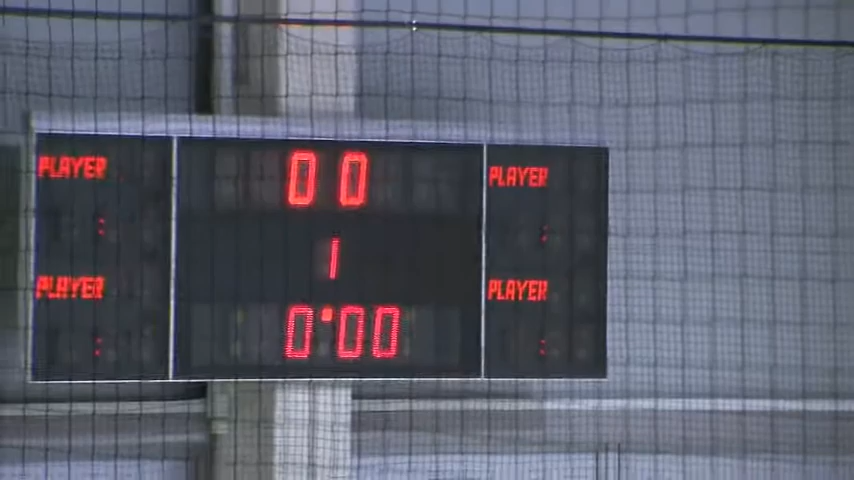 PLAYER 0 0 PLAYER
: 1 :
PLAYER 0:00 PLAYER
: :